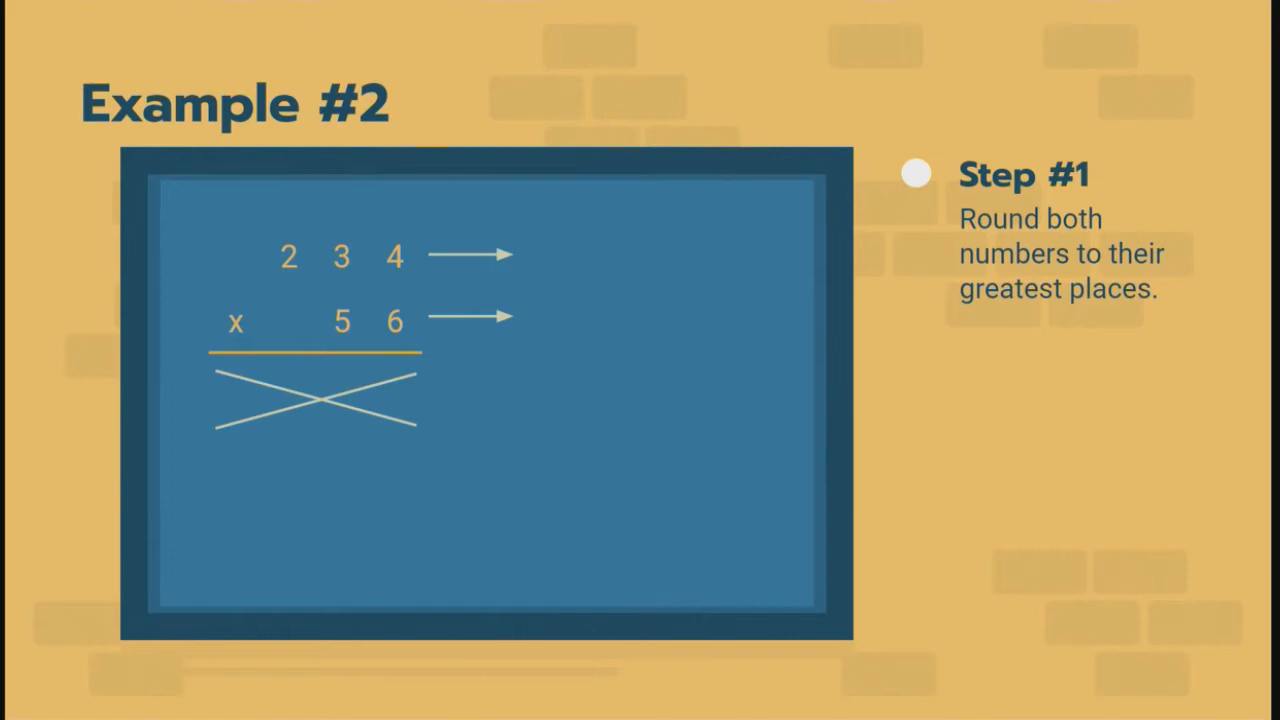 Example #2
Step #1
Round both
numbers to their
greatest places.
2 3 4
x 5 6